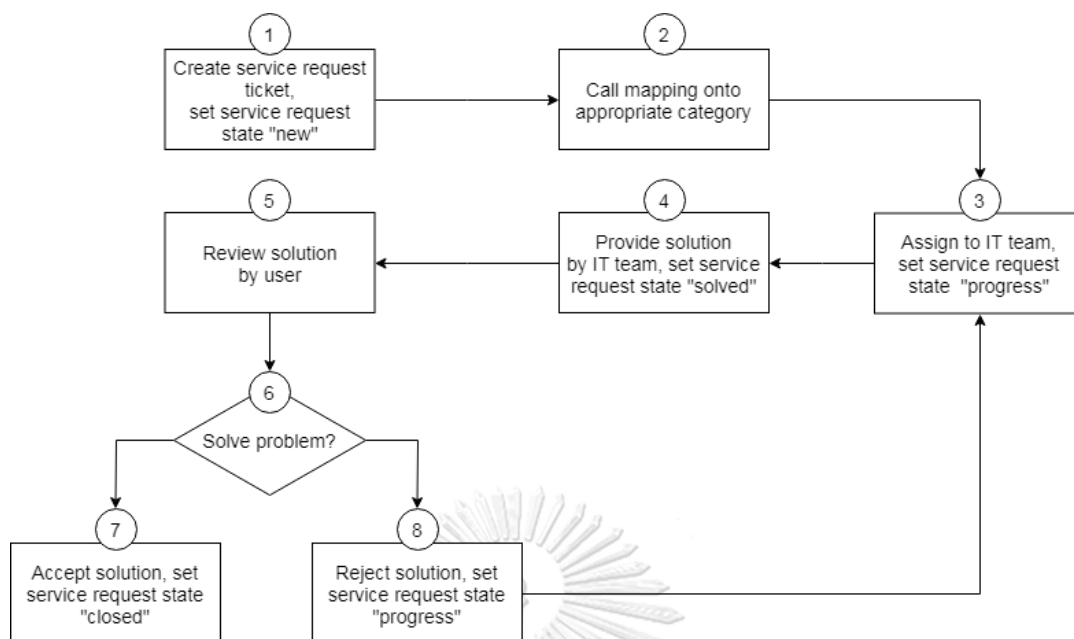 1
Create service request
ticket,
set service request
state "new"
2
Call mapping onto
appropriate category
3
Assign to IT team,
set service request
state "progress"
4
Provide solution
by IT team, set service
request state "solved"
5
Review solution
by user
6
Solve problem?
7
Accept solution, set
service request state
"closed"
8
Reject solution, set
service request state
"progress"